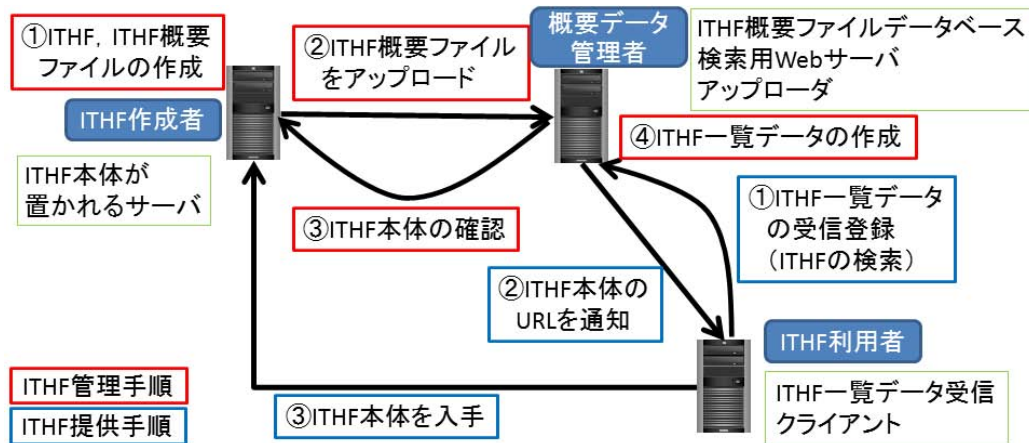 ①ITHF，ITHF概要
ファイルの作成
②ITHF概要ファイル
をアップロード
概要データ
管理者
ITHF概要ファイルデータベース
検索用Webサーバ
アップローダ
ITHF作成者
④ITHF一覧データの作成
ITHF本体が
置かれるサーバ
③ITHF本体の確認
①ITHF一覧データ
の受信登録
（ITHFの検索）
②ITHF本体の
URLを通知
ITHF利用者
ITHF管理手順
ITHF提供手順
③ITHF本体を入手
ITHF一覧データ受信
クライアント